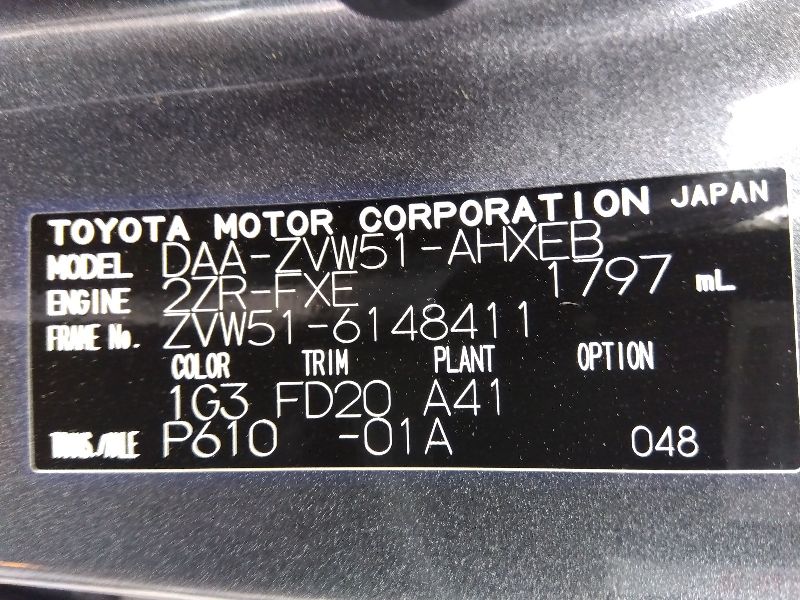 TOYOTA MOTOR CORPORATION JAPAN
MODEL DAA-ZVW51-AHXEB
ENGINE 2ZR-FXE 1797 mL
FRAME No. ZVW51-6148411
COLOR TRIM PLANT OPTION
1G3 FD20 A41
TRANS./AXLE P610 -01A 048